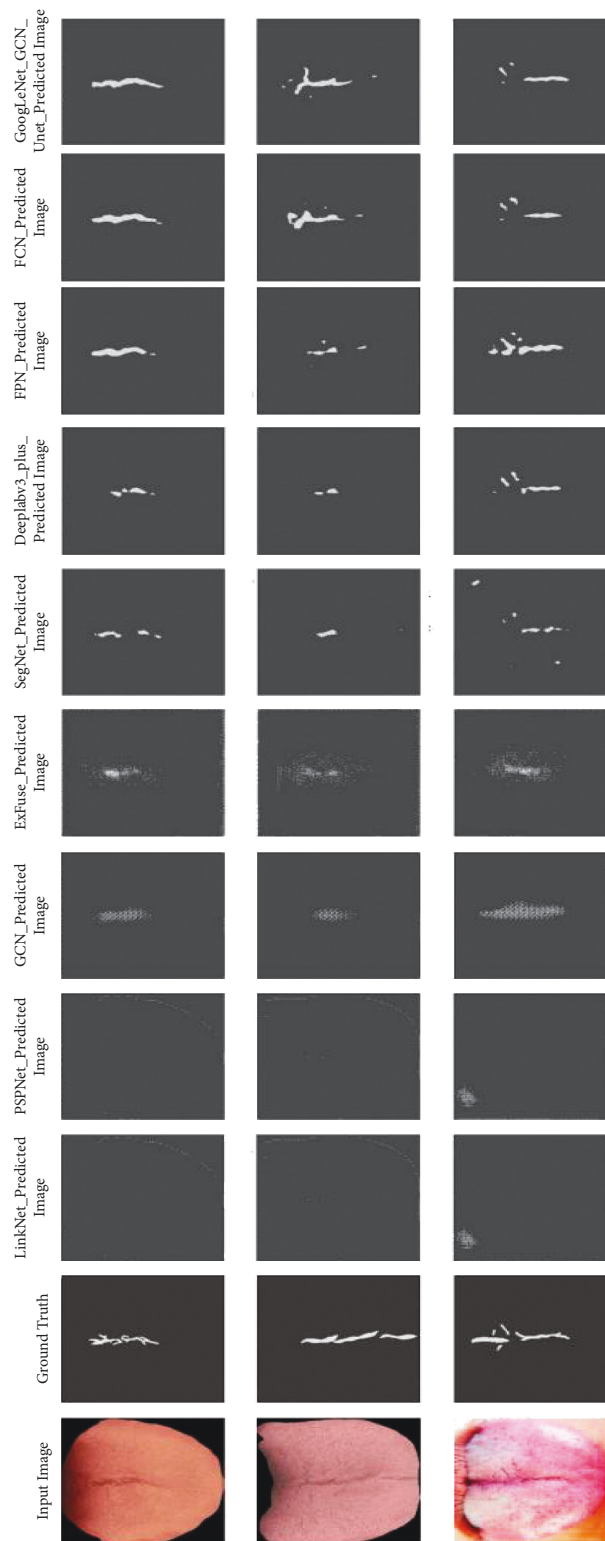 GoogLeNet_GCN_
Unet_Predicted Image
FCN_Predicted
Image
FPN_Predicted
Image
Deeplabv3_plus_
Predicted Image
SegNet_Predicted
Image
ExFuse_Predicted
Image
GCN_Predicted
Image
PSPNet_Predicted
Image
LinkNet_Predicted
Image
Ground Truth
Input Image